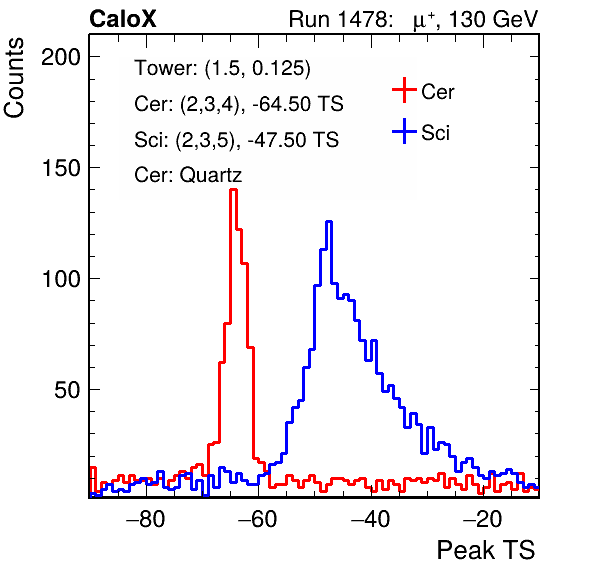 CaloX Run 1478: μ⁺, 130 GeV
Counts
200
150
100
50
Tower: (1.5, 0.125)
Cer: (2,3,4), -64.50 TS
Sci: (2,3,5), -47.50 TS
Cer: Quartz
Cer
Sci
−80 −60 −40 −20
Peak TS